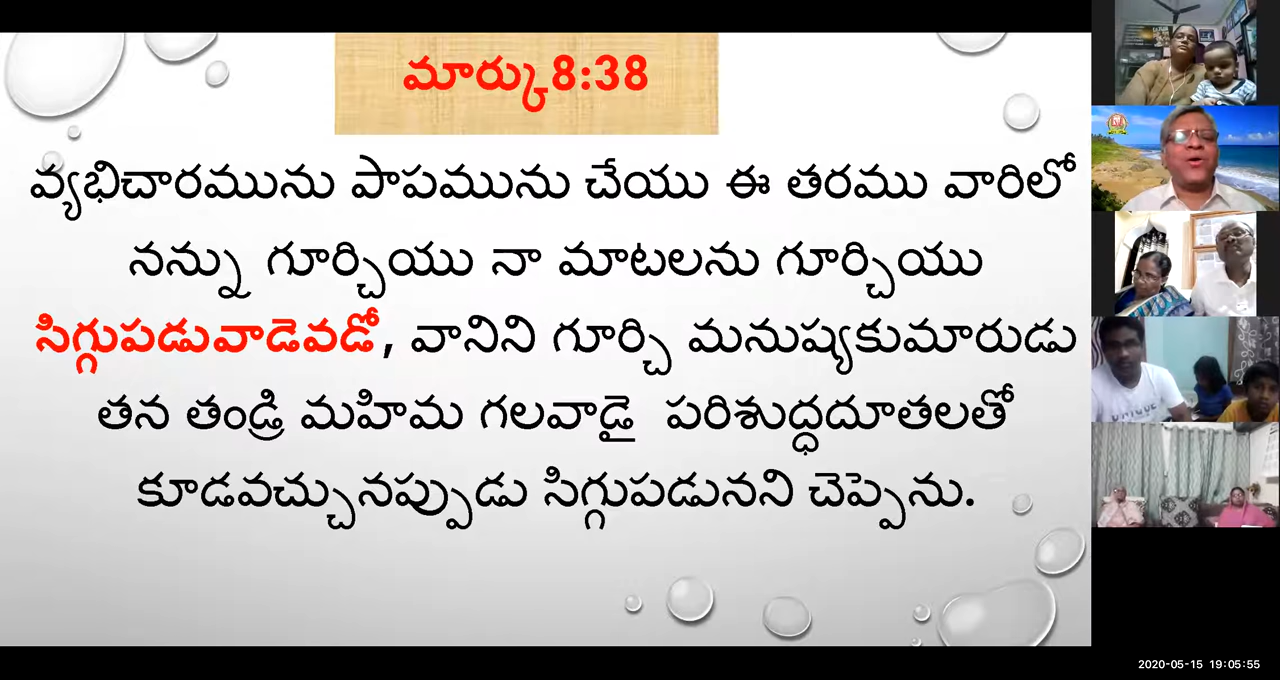 మార్కు8:38
వ్యభిచారమును పాపమును చేయు ఈ తరము వారిలో
నన్ను గూర్చియు నా మాటలను గూర్చియు
సిగ్గుపడువాడెవడో, వానిని గూర్చి మనుష్యకుమారుడు
తన తండ్రి మహిమ గలవాడై పరిశుద్ధదూతలతో
కూడవచ్చునప్పుడు సిగ్గుపడునని చెప్పెను.
2020-05-15 19:05:55